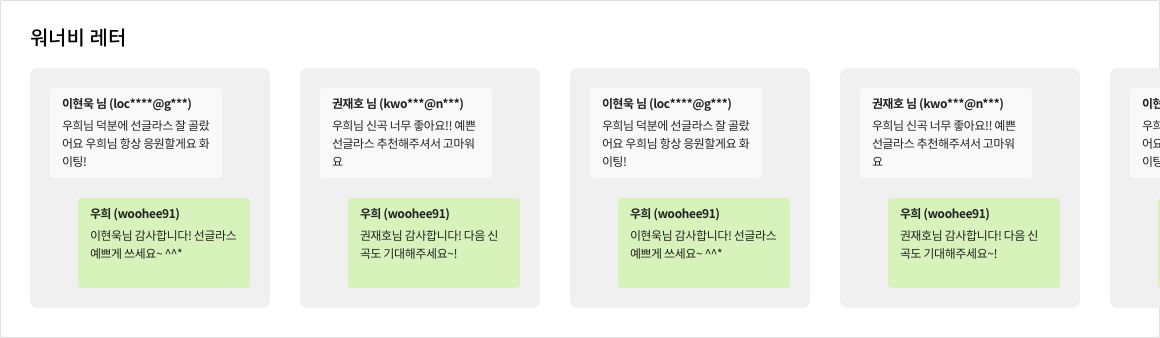 워너비 레터
이현욱 님 (loc****@g***)
우희님 덕분에 선글라스 잘 골랐
어요 우희님 항상 응원할게요 화
이팅!
우희 (woohee91)
이현욱님 감사합니다! 선글라스
예쁘게 쓰세요~ ^^*
권재호 님 (kwo***@n***)
우희님 신곡 너무 좋아요!! 예쁜
선글라스 추천해주셔서 고마워
요
우희 (woohee91)
권재호님 감사합니다! 다음 신
곡도 기대해주세요~!
이현욱 님 (loc****@g***)
우희님 덕분에 선글라스 잘 골랐
어요 우희님 항상 응원할게요 화
이팅!
우희 (woohee91)
이현욱님 감사합니다! 선글라스
예쁘게 쓰세요~ ^^*
권재호 님 (kwo***@n***)
우희님 신곡 너무 좋아요!! 예쁜
선글라스 추천해주셔서 고마워
요
우희 (woohee91)
권재호님 감사합니다! 다음 신
곡도 기대해주세요~!
이현
우희
어요
이팅